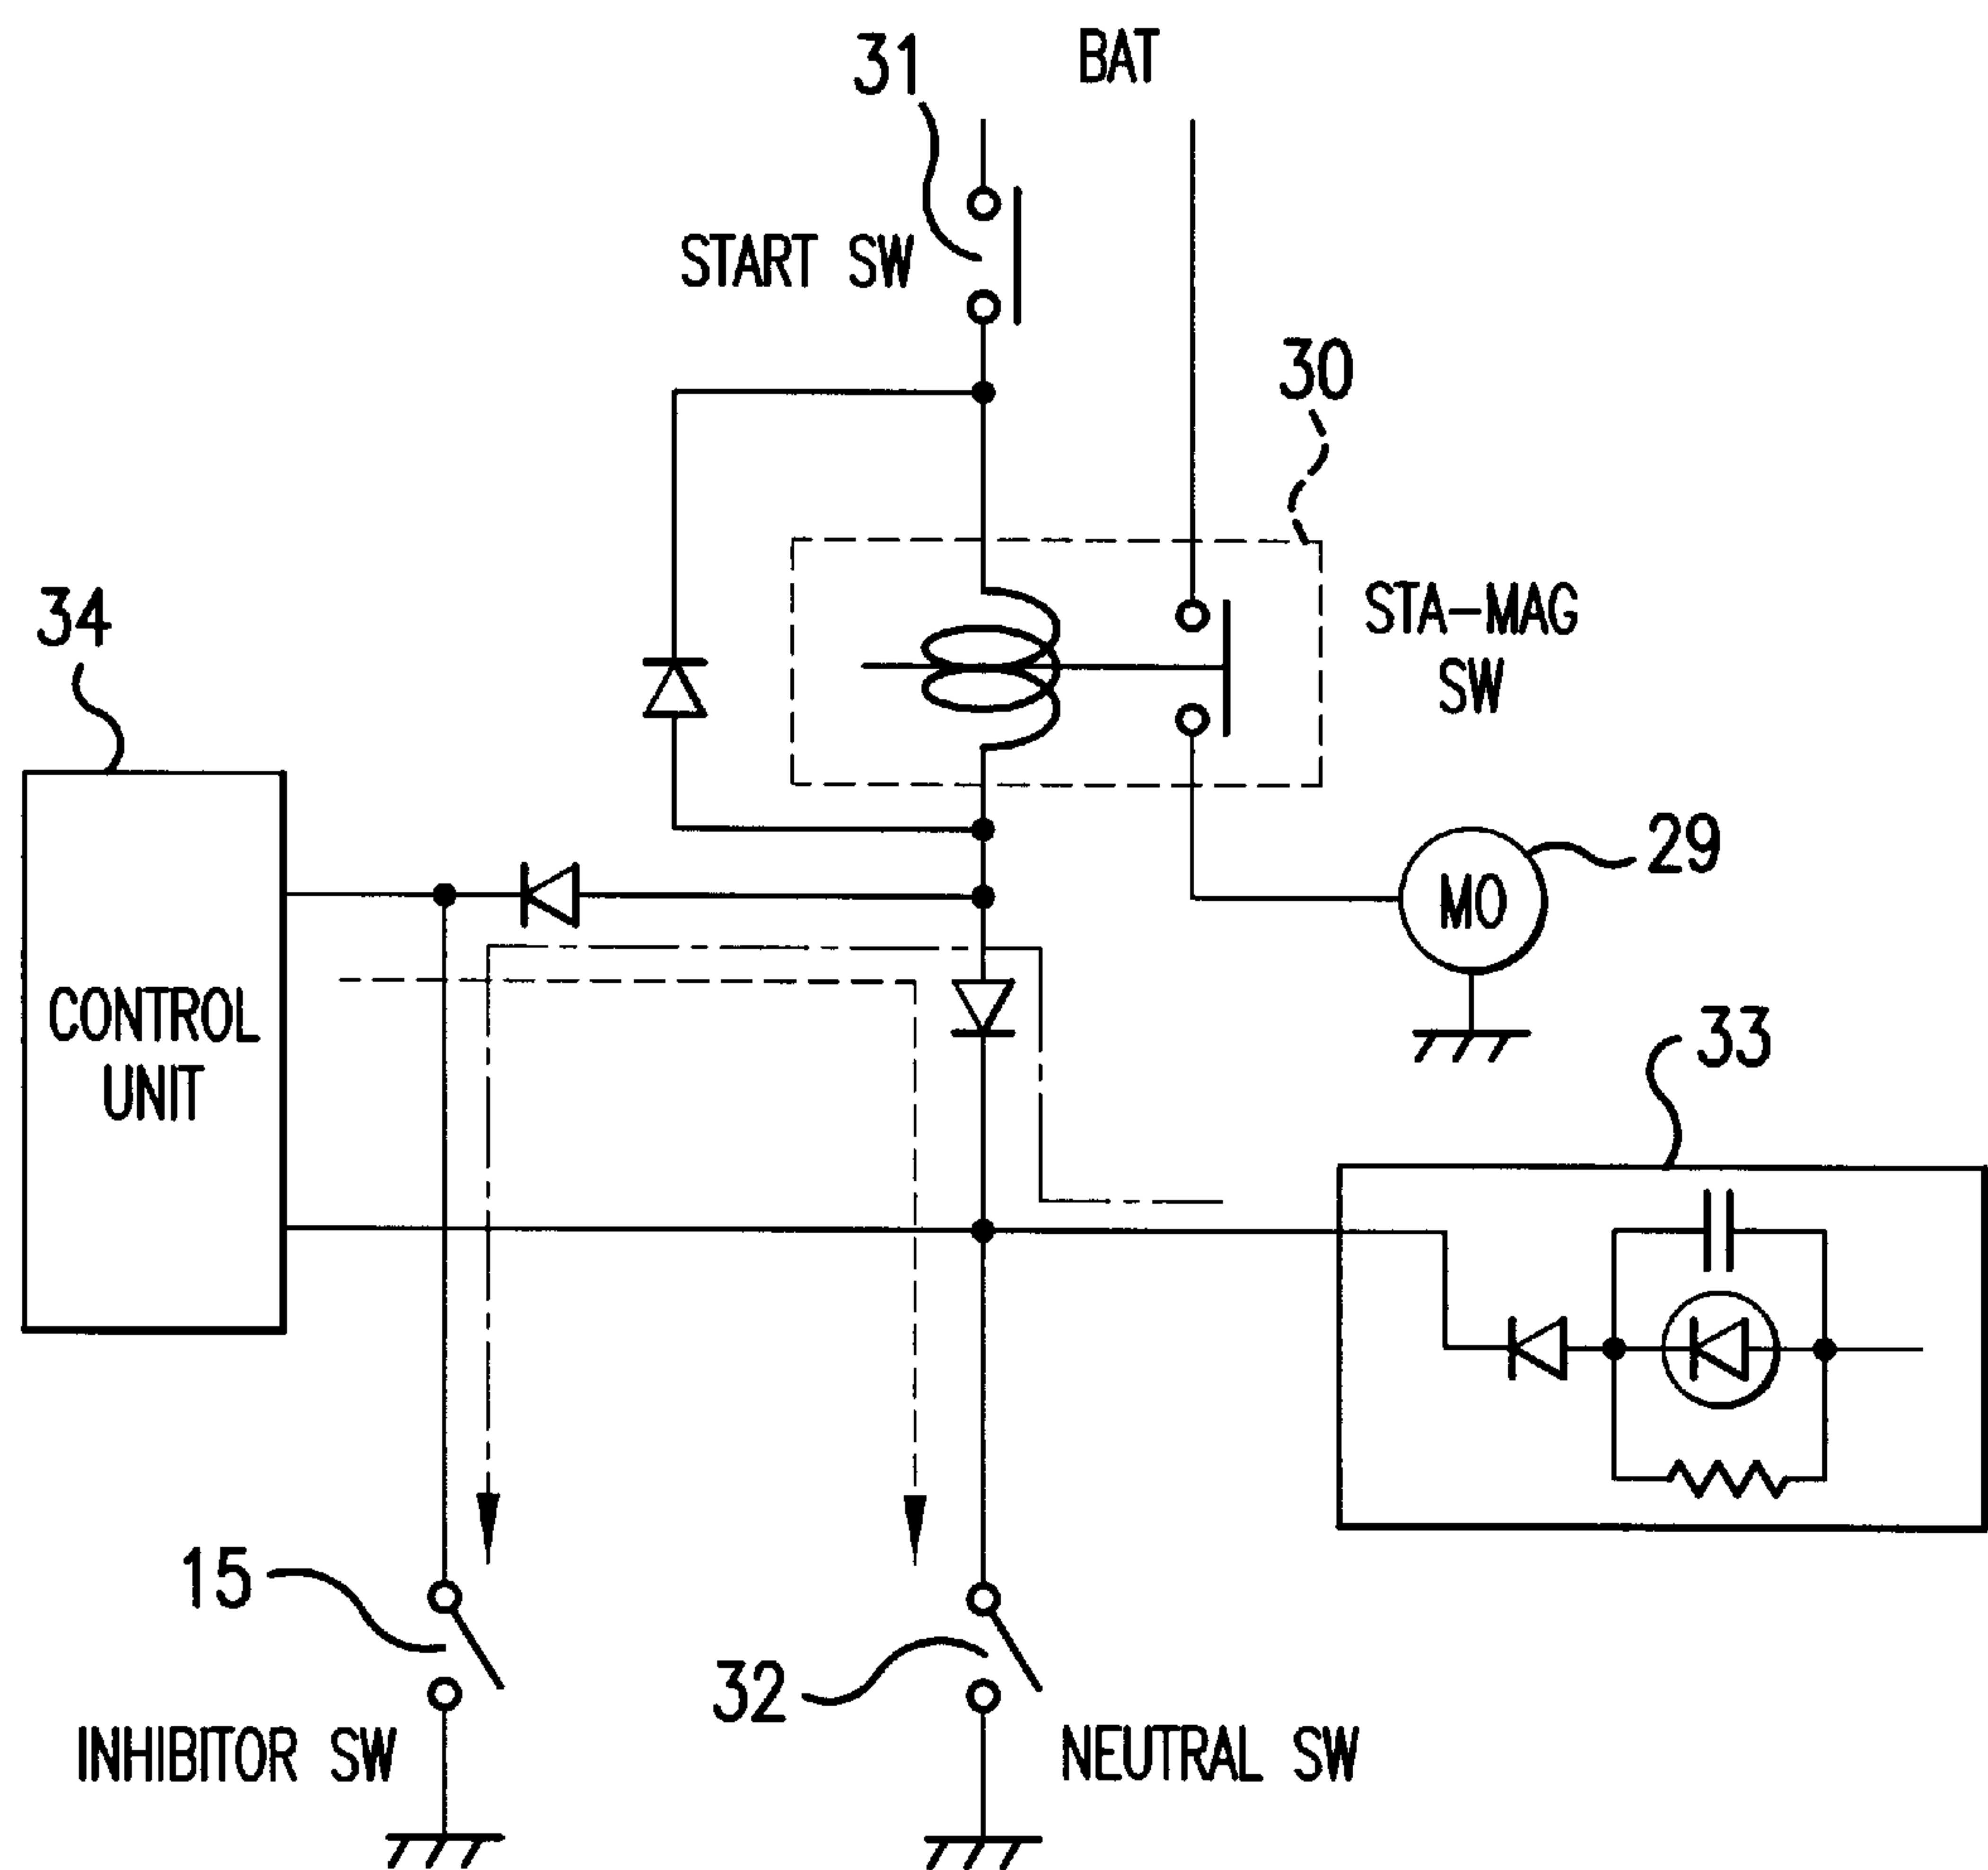 31
BAT
START SW
30
34
STA-MAG
SW
29
MO
CONTROL
UNIT
33
15
32
INHIBITOR SW
NEUTRAL SW